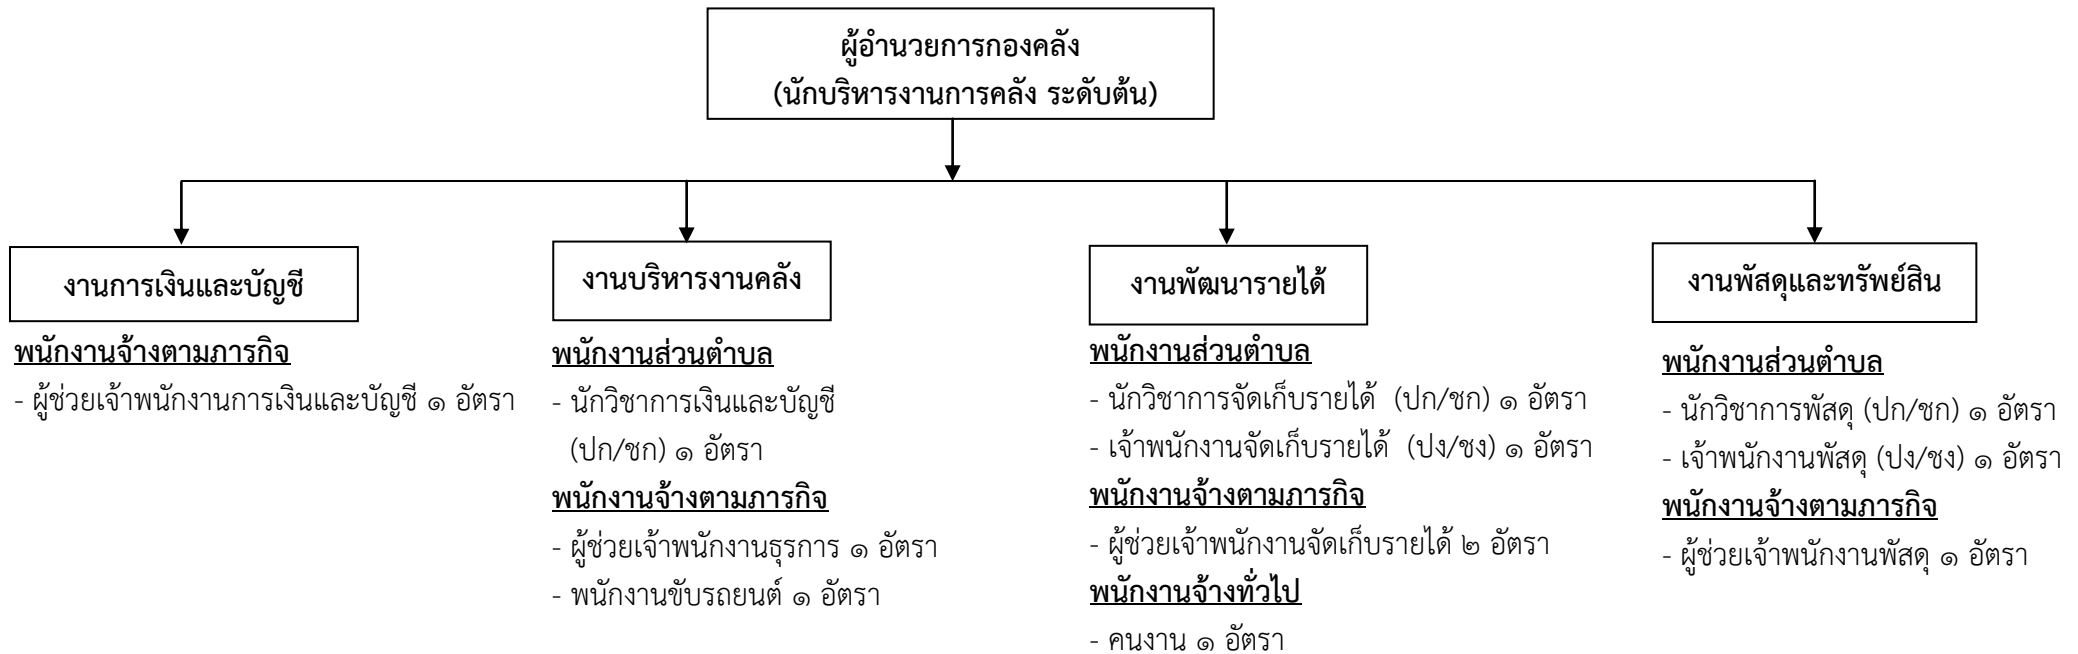 ผู้อำนวยการกองคลัง
(นักบริหารงานการคลัง ระดับต้น)
งานการเงินและบัญชี
พนักงานจ้างตามภารกิจ
- ผู้ช่วยเจ้าพนักงานการเงินและบัญชี ๑ อัตรา
งานบริหารงานคลัง
พนักงานส่วนตำบล
- นักวิชาการเงินและบัญชี
(ปก/ชก) ๑ อัตรา
พนักงานจ้างตามภารกิจ
- ผู้ช่วยเจ้าพนักงานธุรการ ๑ อัตรา
- พนักงานขับรถยนต์ ๑ อัตรา
งานพัฒนารายได้
พนักงานส่วนตำบล
- นักวิชาการจัดเก็บรายได้ (ปก/ชก) ๑ อัตรา
- เจ้าพนักงานจัดเก็บรายได้ (ปง/ชง) ๑ อัตรา
พนักงานจ้างตามภารกิจ
- ผู้ช่วยเจ้าพนักงานจัดเก็บรายได้ ๒ อัตรา
พนักงานจ้างทั่วไป
- คนงาน ๑ อัตรา
งานพัสดุและทรัพย์สิน
พนักงานส่วนตำบล
- นักวิชาการพัสดุ (ปก/ชก) ๑ อัตรา
- เจ้าพนักงานพัสดุ (ปง/ชง) ๑ อัตรา
พนักงานจ้างตามภารกิจ
- ผู้ช่วยเจ้าพนักงานพัสดุ ๑ อัตรา